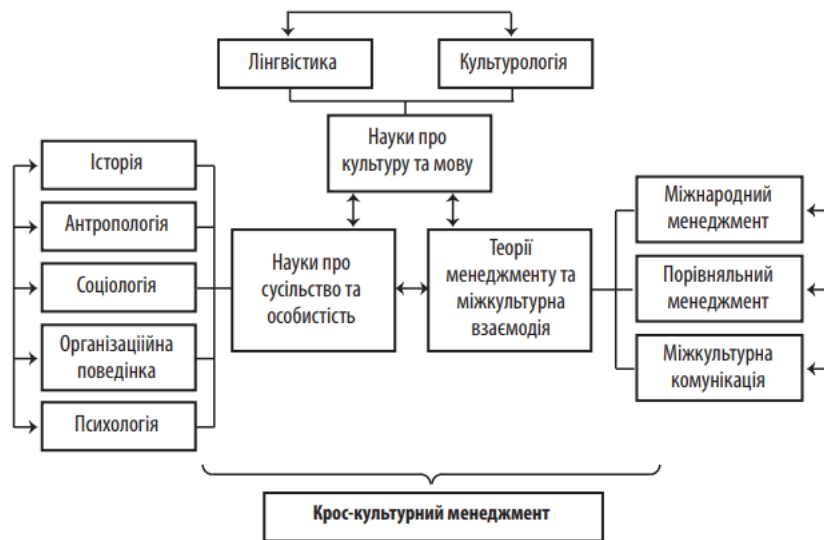 Лінгвістика
Культурологія
Науки про
культуру та мову
Історія
Антропологія
Соціологія
Організаціійна
поведінка
Психологія
Науки про
сусільство та
особистість
Теорії
менеджменту та
міжкультурна
взаємодія
Міжнародний
менеджмент
Порівняльний
менеджмент
Міжкультурна
комунікація
Крос-культурний менеджмент